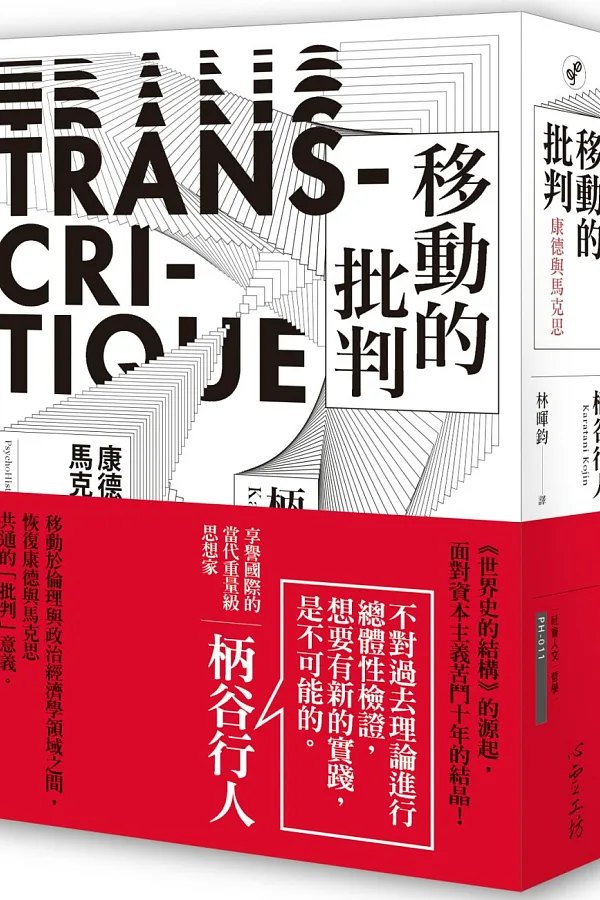 TRANS-
CRI-
TIQUE
移動的
批判
康德
馬克
柄
Ka
PsychoHist
《世界史的結構》的源起，
面對資本主義苦鬥十年的結晶！
不對過去理論進行
總體性檢證，
想要有新的實踐，
是不可能的。
享譽國際的
當代重量級
思想家
柄谷行人
移動於倫理與政治經濟學領域之間，
恢復康德與馬克思
共通的「批判」意義。
移動的
批判
康德與馬克思
柄谷行人
Karatani Kojin
林暉鈞
譯
社會人文 哲學
PH-011
心靈工坊